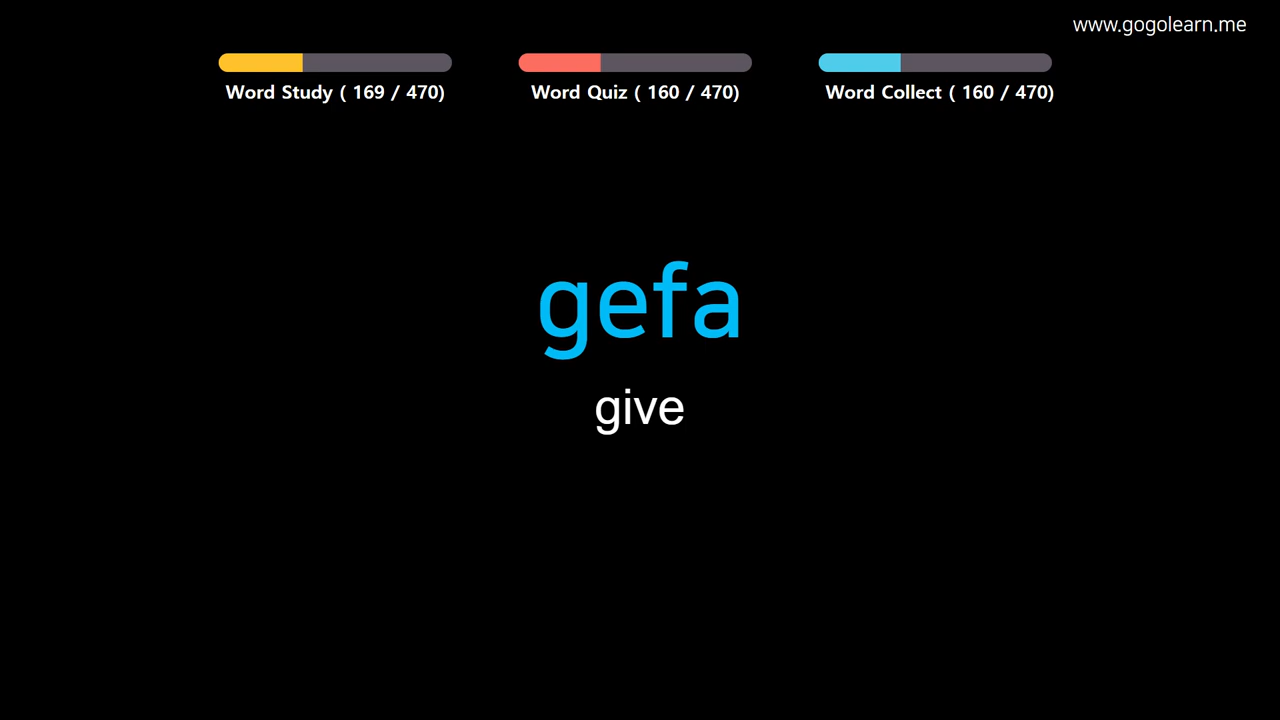 www.gogolearn.me
Word Study ( 169 / 470)
Word Quiz ( 160 / 470)
Word Collect ( 160 / 470)
gefa
give